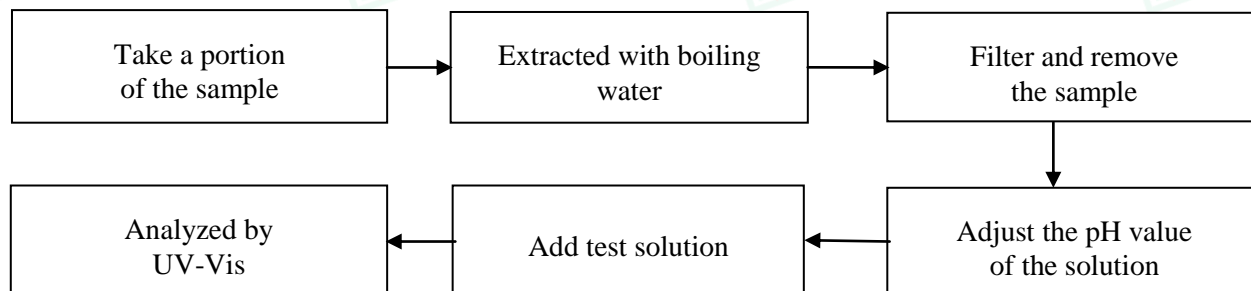 Take a portion
of the sample
Extracted with boiling
water
Filter and remove
the sample
Adjust the pH value
of the solution
Add test solution
Analyzed by
UV-Vis